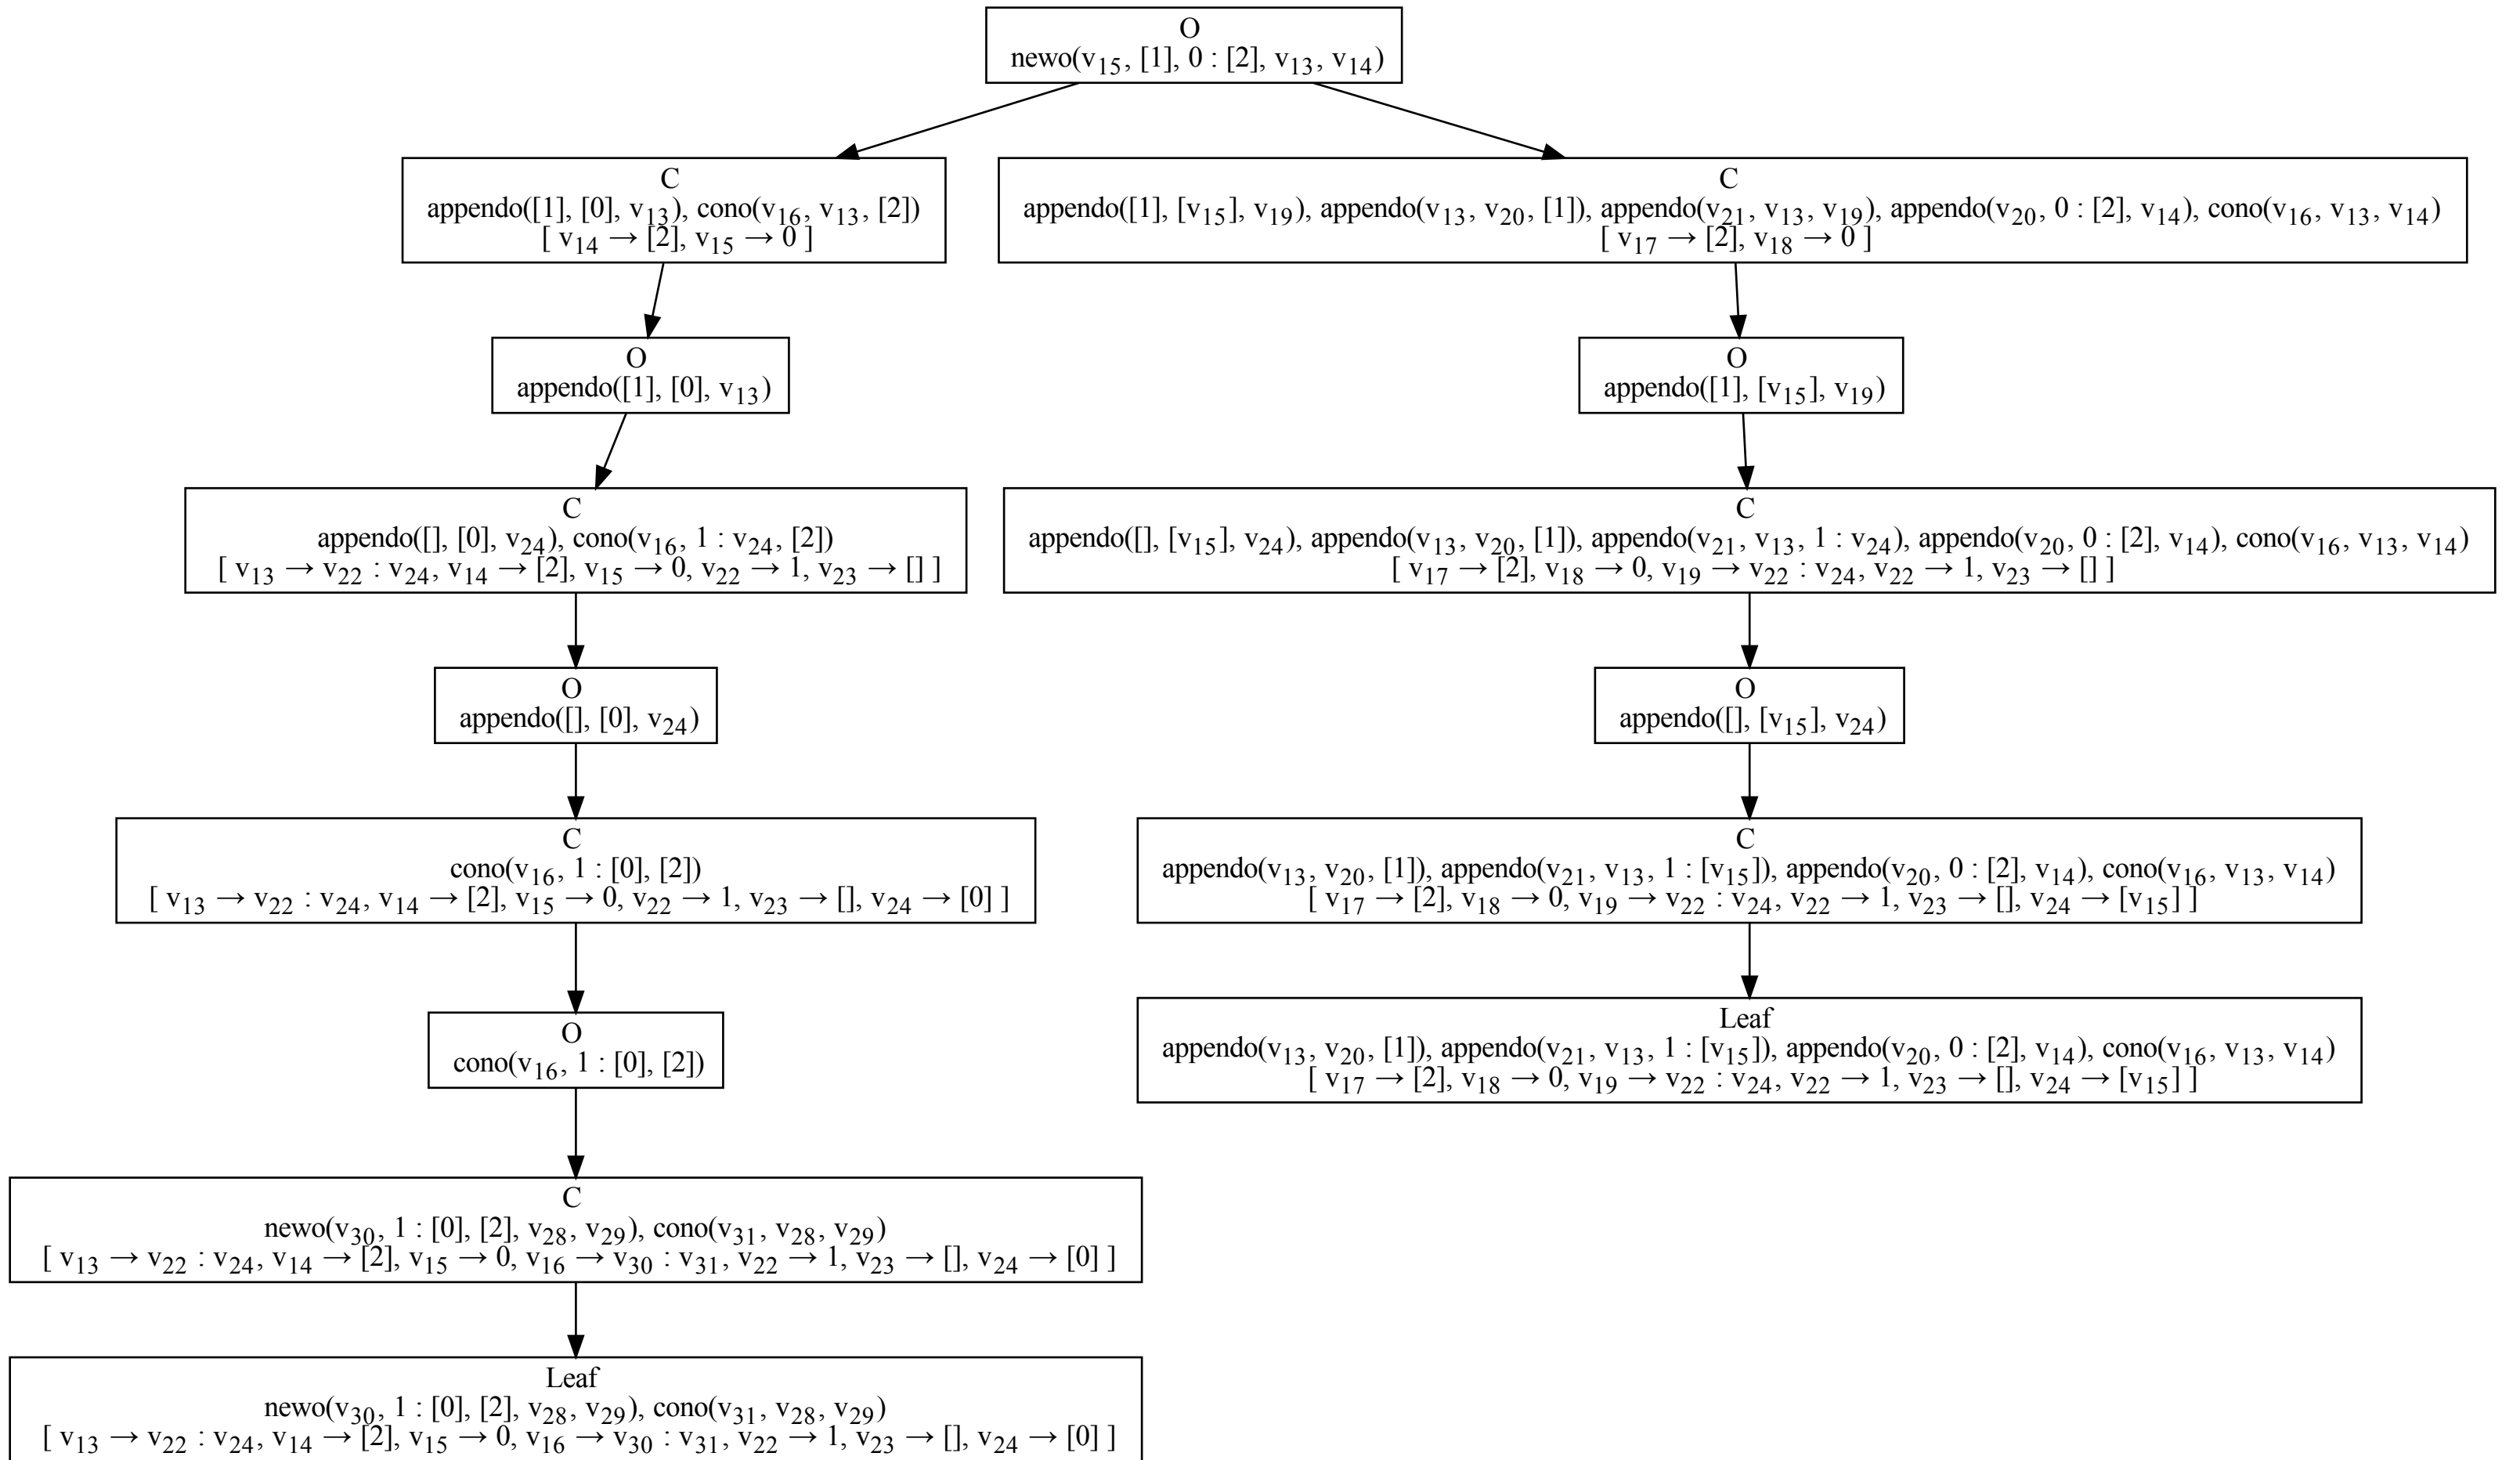 O
newo(v₁₅, [1], 0 : [2], v₁₃, v₁₄)
C
appendo([1], [0], v₁₃), cono(v₁₆, v₁₃, [2])
[ v₁₄ → [2], v₁₅ → 0 ]
C
appendo([1], [v₁₅], v₁₉), appendo(v₁₃, v₂₀, [1]), appendo(v₂₁, v₁₃, v₁₉), appendo(v₂₀, 0 : [2], v₁₄), cono(v₁₆, v₁₃, v₁₄)
[ v₁₇ → [2], v₁₈ → 0 ]
O
appendo([1], [0], v₁₃)
O
appendo([1], [v₁₅], v₁₉)
C
appendo([], [0], v₂₄), cono(v₁₆, 1 : v₂₄, [2])
[ v₁₃ → v₂₂ : v₂₄, v₁₄ → [2], v₁₅ → 0, v₂₂ → 1, v₂₃ → [] ]
C
appendo([], [v₁₅], v₂₄), appendo(v₁₃, v₂₀, [1]), appendo(v₂₁, v₁₃, 1 : v₂₄), appendo(v₂₀, 0 : [2], v₁₄), cono(v₁₆, v₁₃, v₁₄)
[ v₁₇ → [2], v₁₈ → 0, v₁₉ → v₂₂ : v₂₄, v₂₂ → 1, v₂₃ → [] ]
O
appendo([], [0], v₂₄)
O
appendo([], [v₁₅], v₂₄)
C
cono(v₁₆, 1 : [0], [2])
[ v₁₃ → v₂₂ : v₂₄, v₁₄ → [2], v₁₅ → 0, v₂₂ → 1, v₂₃ → [], v₂₄ → [0] ]
C
appendo(v₁₃, v₂₀, [1]), appendo(v₂₁, v₁₃, 1 : [v₁₅]), appendo(v₂₀, 0 : [2], v₁₄), cono(v₁₆, v₁₃, v₁₄)
[ v₁₇ → [2], v₁₈ → 0, v₁₉ → v₂₂ : v₂₄, v₂₂ → 1, v₂₃ → [], v₂₄ → [v₁₅] ]
O
cono(v₁₆, 1 : [0], [2])
Leaf
appendo(v₁₃, v₂₀, [1]), appendo(v₂₁, v₁₃, 1 : [v₁₅]), appendo(v₂₀, 0 : [2], v₁₄), cono(v₁₆, v₁₃, v₁₄)
[ v₁₇ → [2], v₁₈ → 0, v₁₉ → v₂₂ : v₂₄, v₂₂ → 1, v₂₃ → [], v₂₄ → [v₁₅] ]
C
newo(v₃₀, 1 : [0], [2], v₂₈, v₂₉), cono(v₃₁, v₂₈, v₂₉)
[ v₁₃ → v₂₂ : v₂₄, v₁₄ → [2], v₁₅ → 0, v₁₆ → v₃₀ : v₃₁, v₂₂ → 1, v₂₃ → [], v₂₄ → [0] ]
Leaf
newo(v₃₀, 1 : [0], [2], v₂₈, v₂₉), cono(v₃₁, v₂₈, v₂₉)
[ v₁₃ → v₂₂ : v₂₄, v₁₄ → [2], v₁₅ → 0, v₁₆ → v₃₀ : v₃₁, v₂₂ → 1, v₂₃ → [], v₂₄ → [0] ]